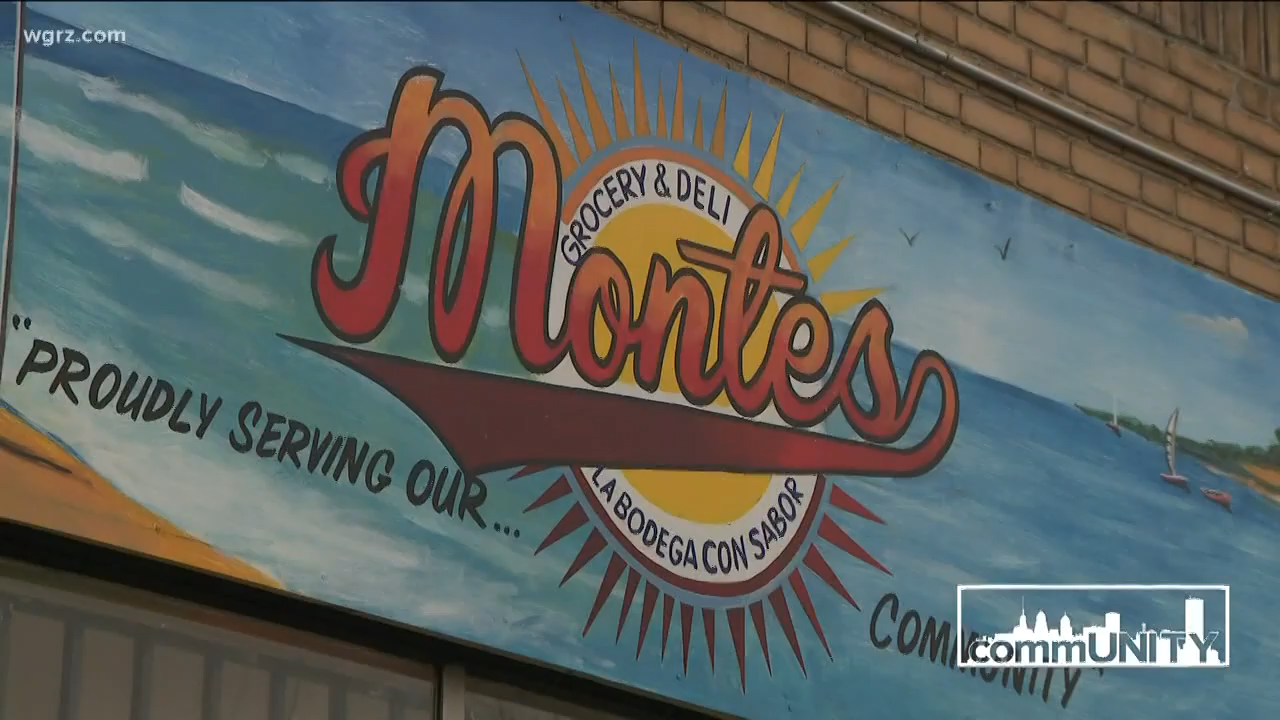 wgrz.com
GROCERY & DELI
Montes
"PROUDLY SERVING OUR...
LA BODEGA CON SABOR
COMMUNITY"
commUNITY